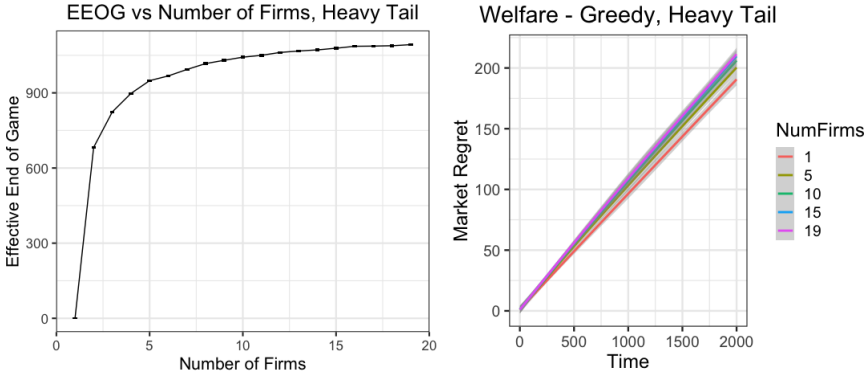 EEOG vs Number of Firms, Heavy Tail
Effective End of Game
900
600
300
0
0 5 10 15 20
Number of Firms
Welfare - Greedy, Heavy Tail
Market Regret
200
150
100
50
0
0 500 1000 1500 2000
Time
NumFirms
1
5
10
15
19